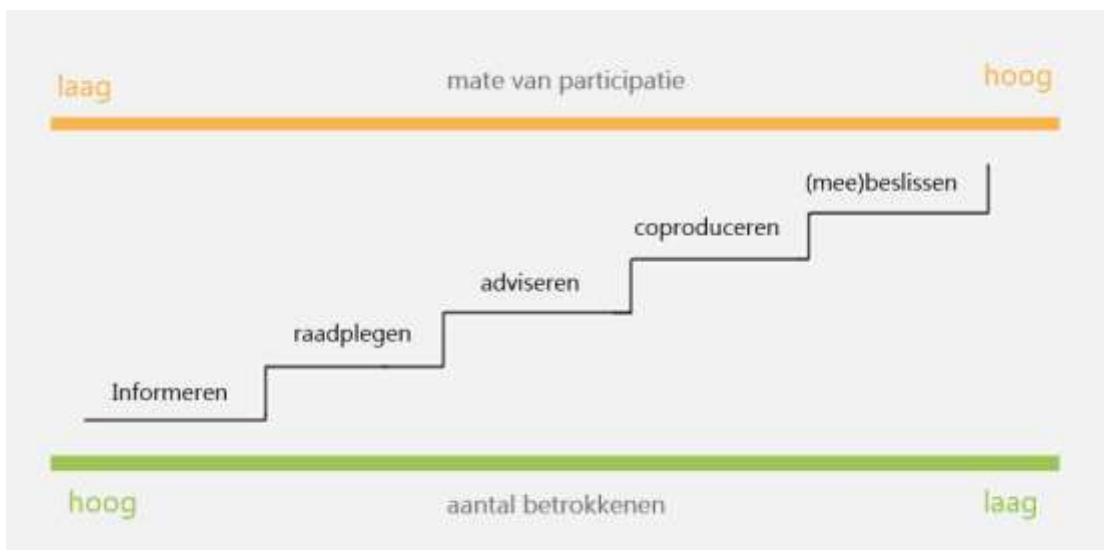 laag mate van participatie hoog
(mee)beslissen
coproduceren
adviseren
raadplegen
Informeren
hoog aantal betrokkenen laag